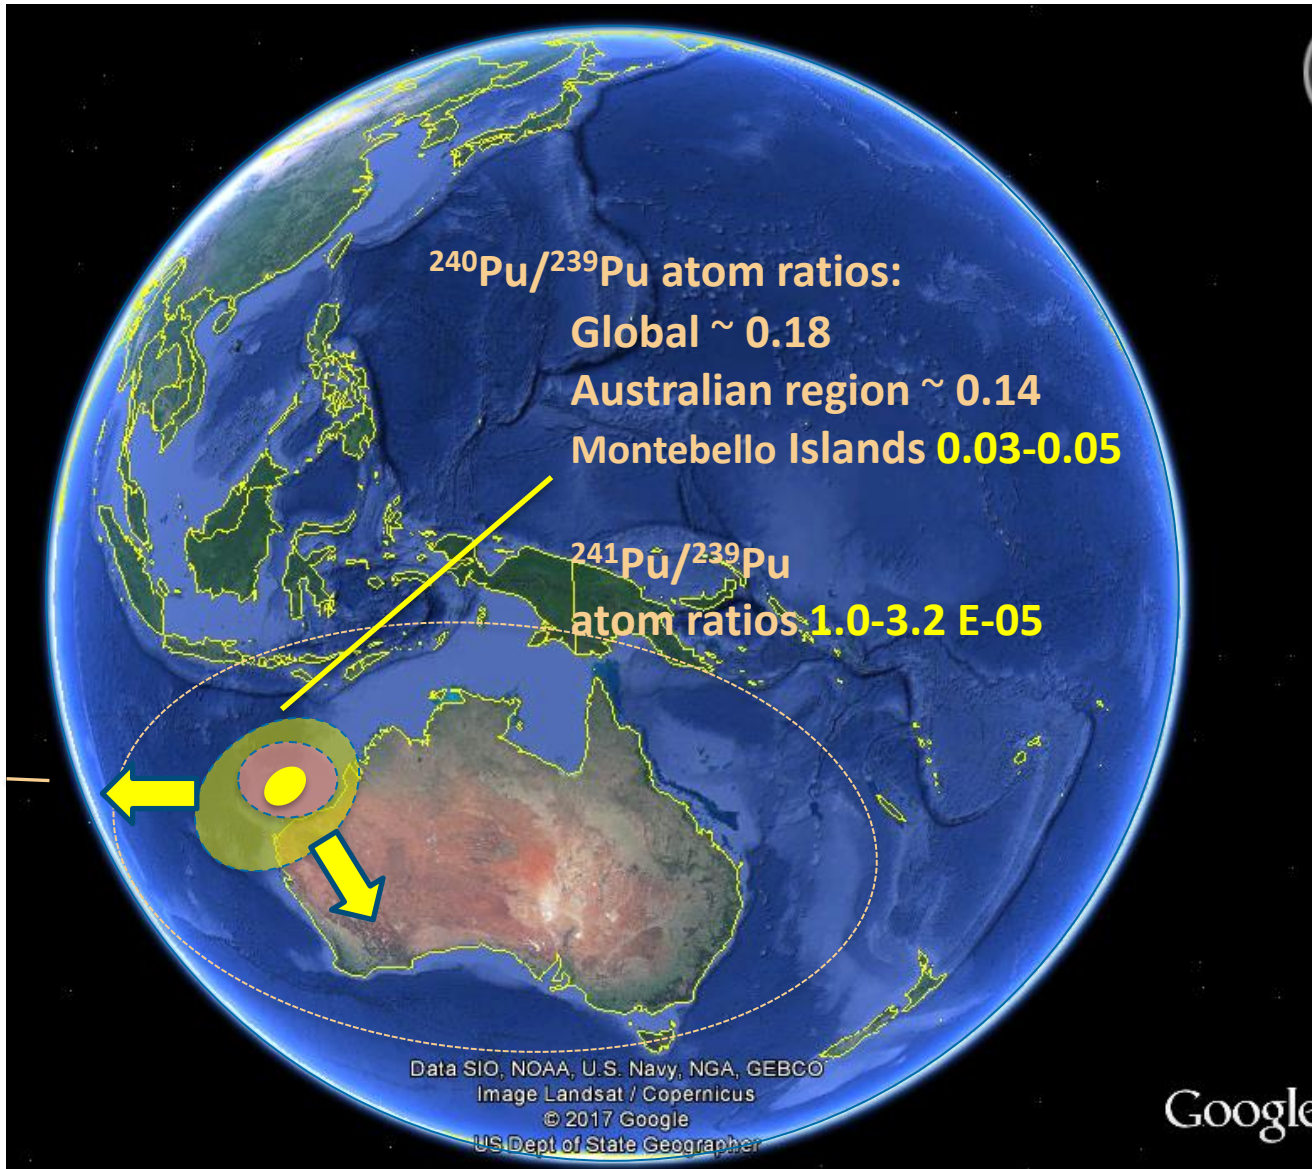 ²⁴⁰Pu/²³⁹Pu atom ratios:
Global ~ 0.18
Australian region ~ 0.14
Montebello Islands 0.03-0.05
²⁴¹Pu/²³⁹Pu
atom ratios 1.0-3.2 E-05
Data SIO, NOAA, U.S. Navy, NGA, GEBCO
Image Landsat / Copernicus
© 2017 Google
US Dept of State Geographer
Google